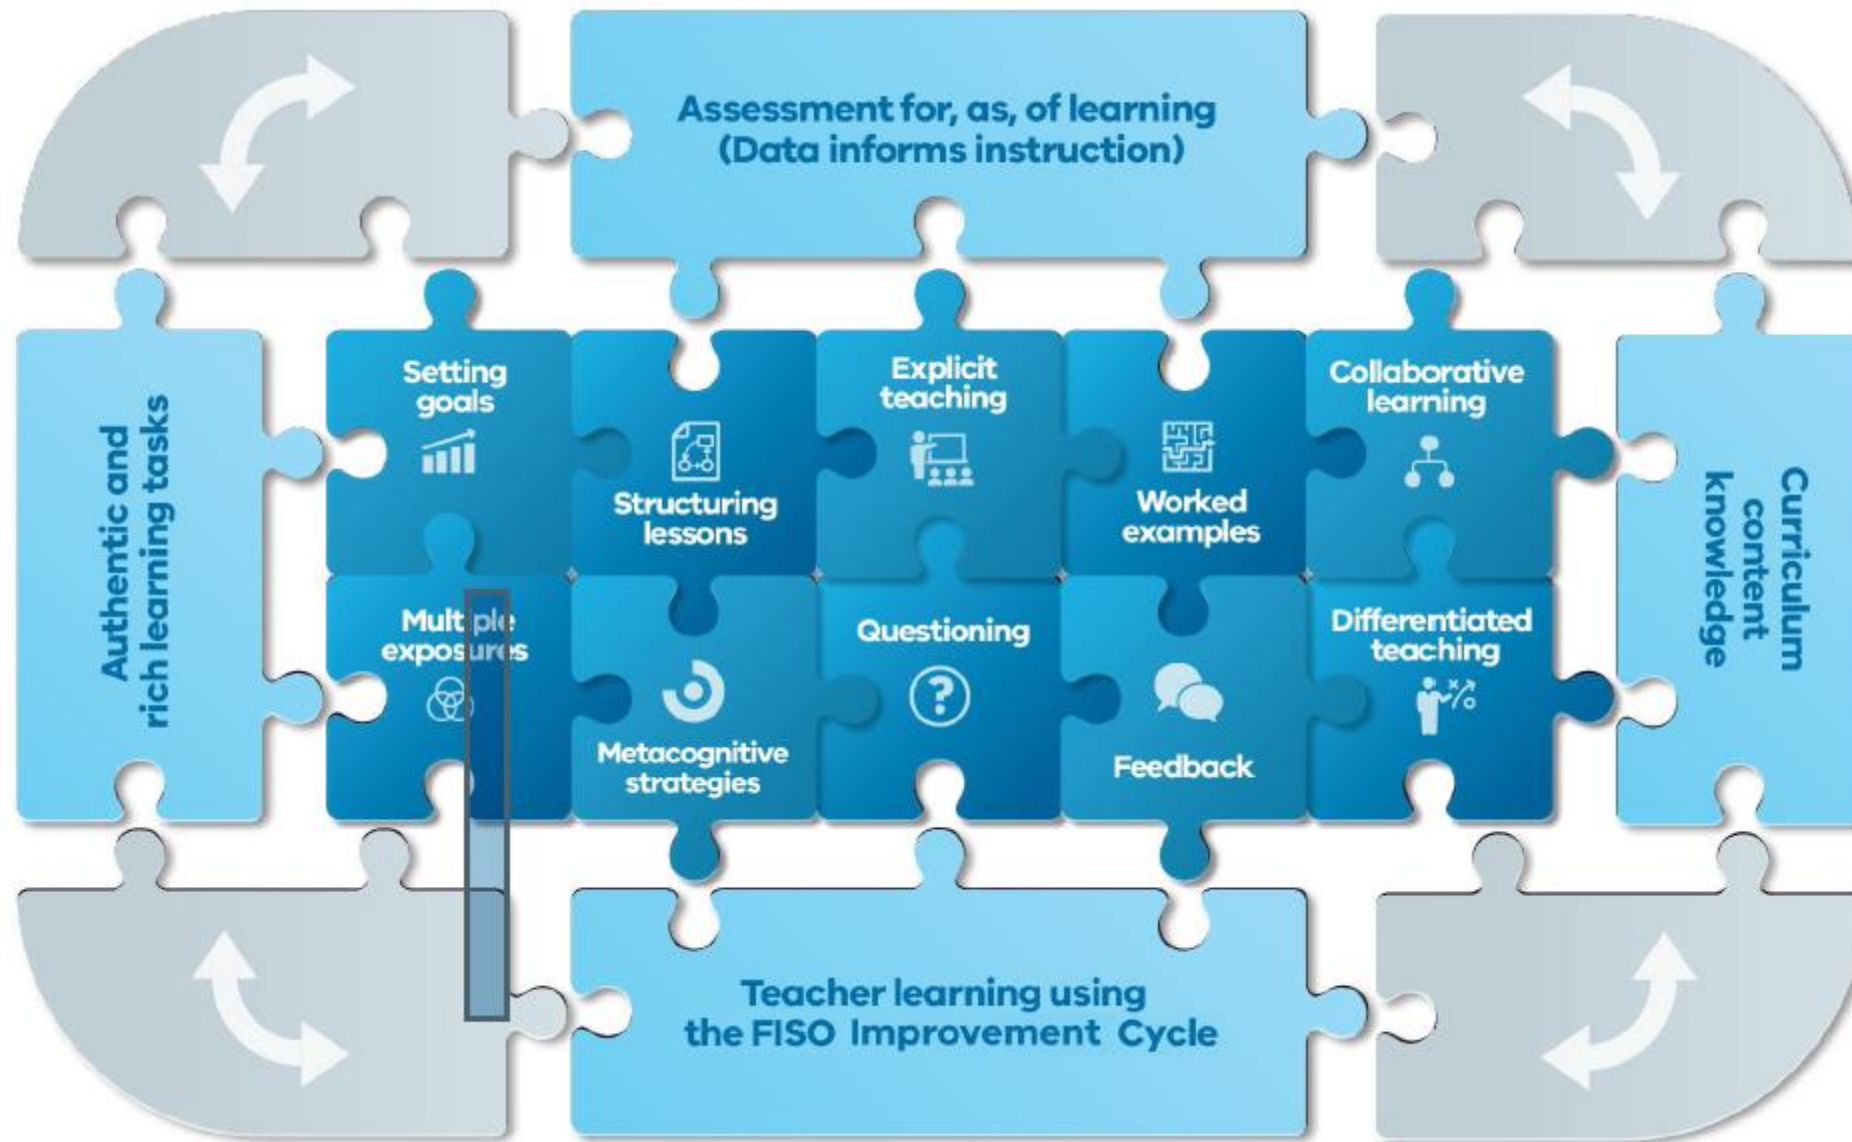 Assessment for, as, of learning
(Data informs instruction)
Authentic and
rich learning tasks
Setting
goals
Structuring
lessons
Explicit
teaching
Worked
examples
Collaborative
learning
Multiple
exposures
Metacognitive
strategies
Questioning
?
Feedback
Differentiated
teaching
Curriculum
content
knowledge
Teacher learning using
the FISO Improvement Cycle